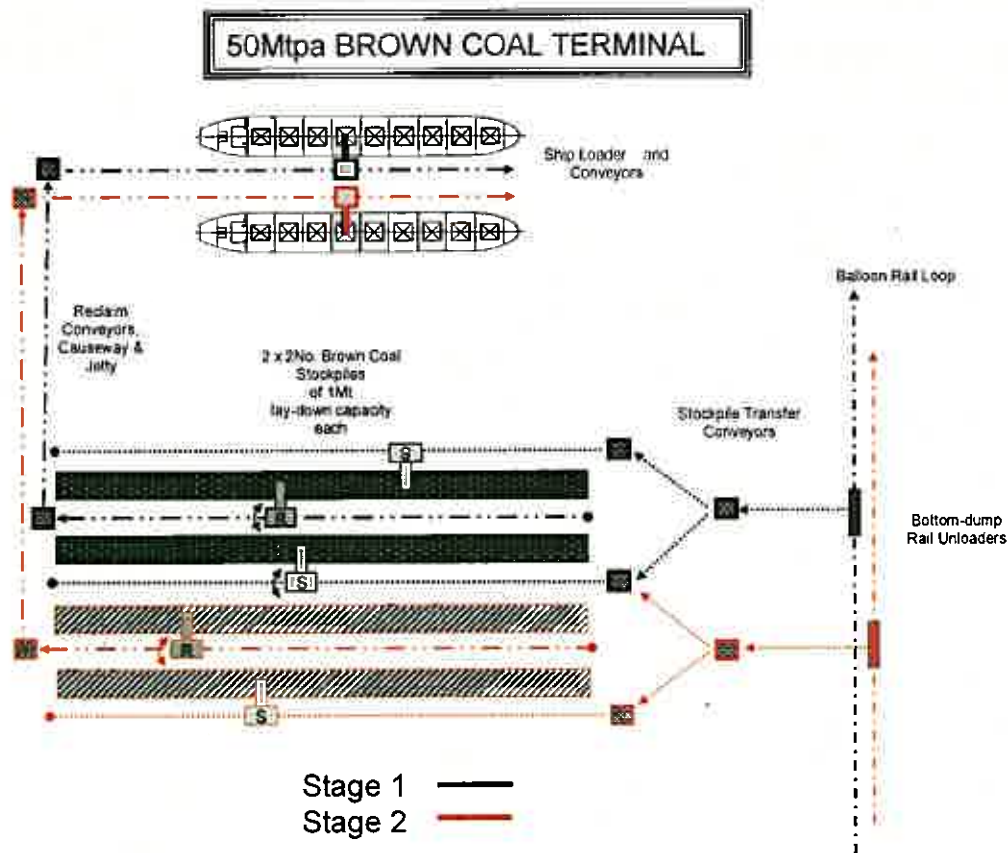 50Mtpa BROWN COAL TERMINAL
Ship Loader and
Conveyors
Balloon Rail Loop
Reclaim
Conveyors,
Causeway &
Jetty
2 x 2No. Brown Coal
Stockpiles
of 1Mt
lay-down capacity
each
Stockpile Transfer
Conveyors
S
R
Bottom-dump
Rail Unloaders
S
R
S
Stage 1
Stage 2